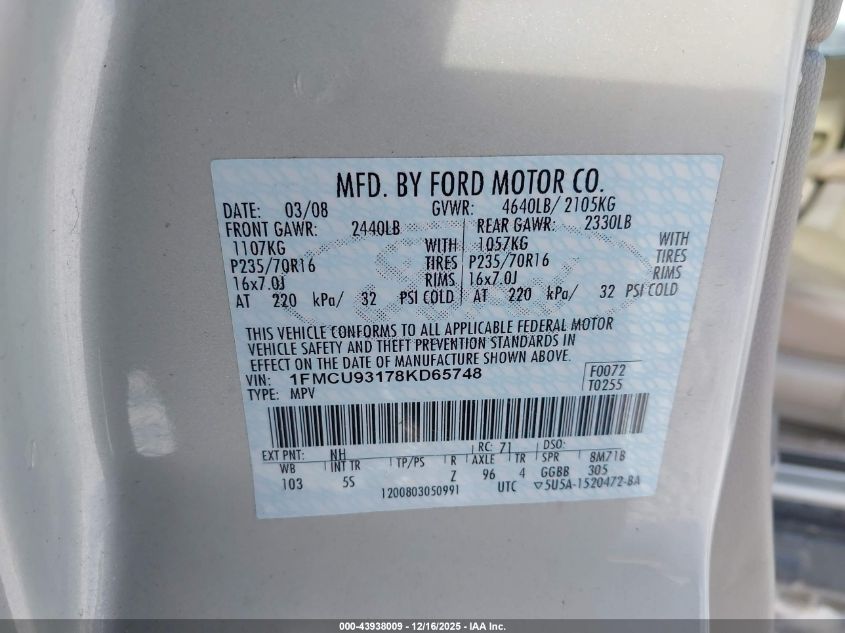 MFD. BY FORD MOTOR CO.
DATE: 03/08 GVWR: 4640LB/ 2105KG
FRONT GAWR: 2440LB REAR GAWR: 2330LB
1107KG WITH 1057KG WITH
P235/70R16 TIRES P235/70R16 TIRES
16x7.0J RIMS 16x7.0J RIMS
AT 220 kPa/ 32 PSI COLD AT 220 kPa/ 32 PSI COLD
THIS VEHICLE CONFORMS TO ALL APPLICABLE FEDERAL MOTOR
VEHICLE SAFETY AND THEFT PREVENTION STANDARDS IN
EFFECT ON THE DATE OF MANUFACTURE SHOWN ABOVE.
VIN: 1FMCU93178KD65748 F0072
TYPE: MPV T0255
EXT PNT: NH RC: 71 DSO:
WB INT TR TP/PS R AXLE TR SPR 8M71B
103 5S Z 96 4 GGBB 305
1200803050991 UTC ▽5U5A-1520472-BA
000-43938009 - 12/16/2025 - IAA Inc.